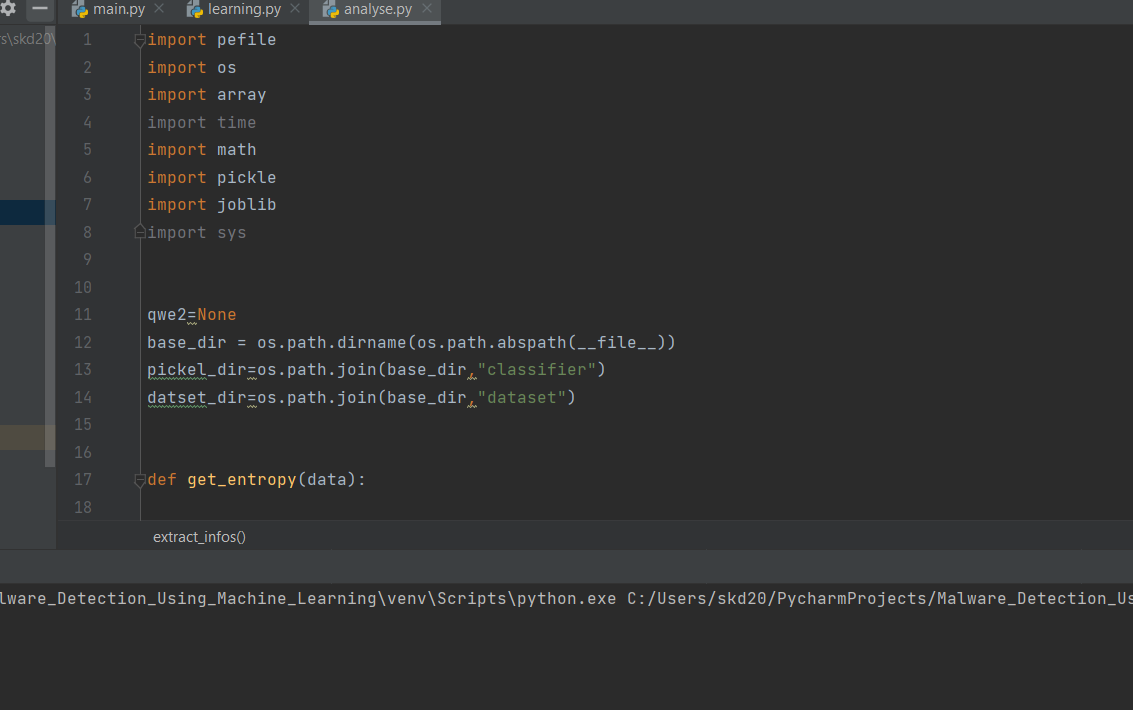 main.py learning.py analyse.py
1 import pefile
2 import os
3 import array
4 import time
5 import math
6 import pickle
7 import joblib
8 import sys
9
10
11 qwe2=None
12 base_dir = os.path.dirname(os.path.abspath(__file__))
13 pickel_dir=os.path.join(base_dir,"classifier")
14 datset_dir=os.path.join(base_dir,"dataset")
15
16
17 def get_entropy(data):
18
s\skd20\
extract_infos()
lware_Detection_Using_Machine_Learning\venv\Scripts\python.exe C:/Users/skd20/PycharmProjects/Malware_Detection_Us